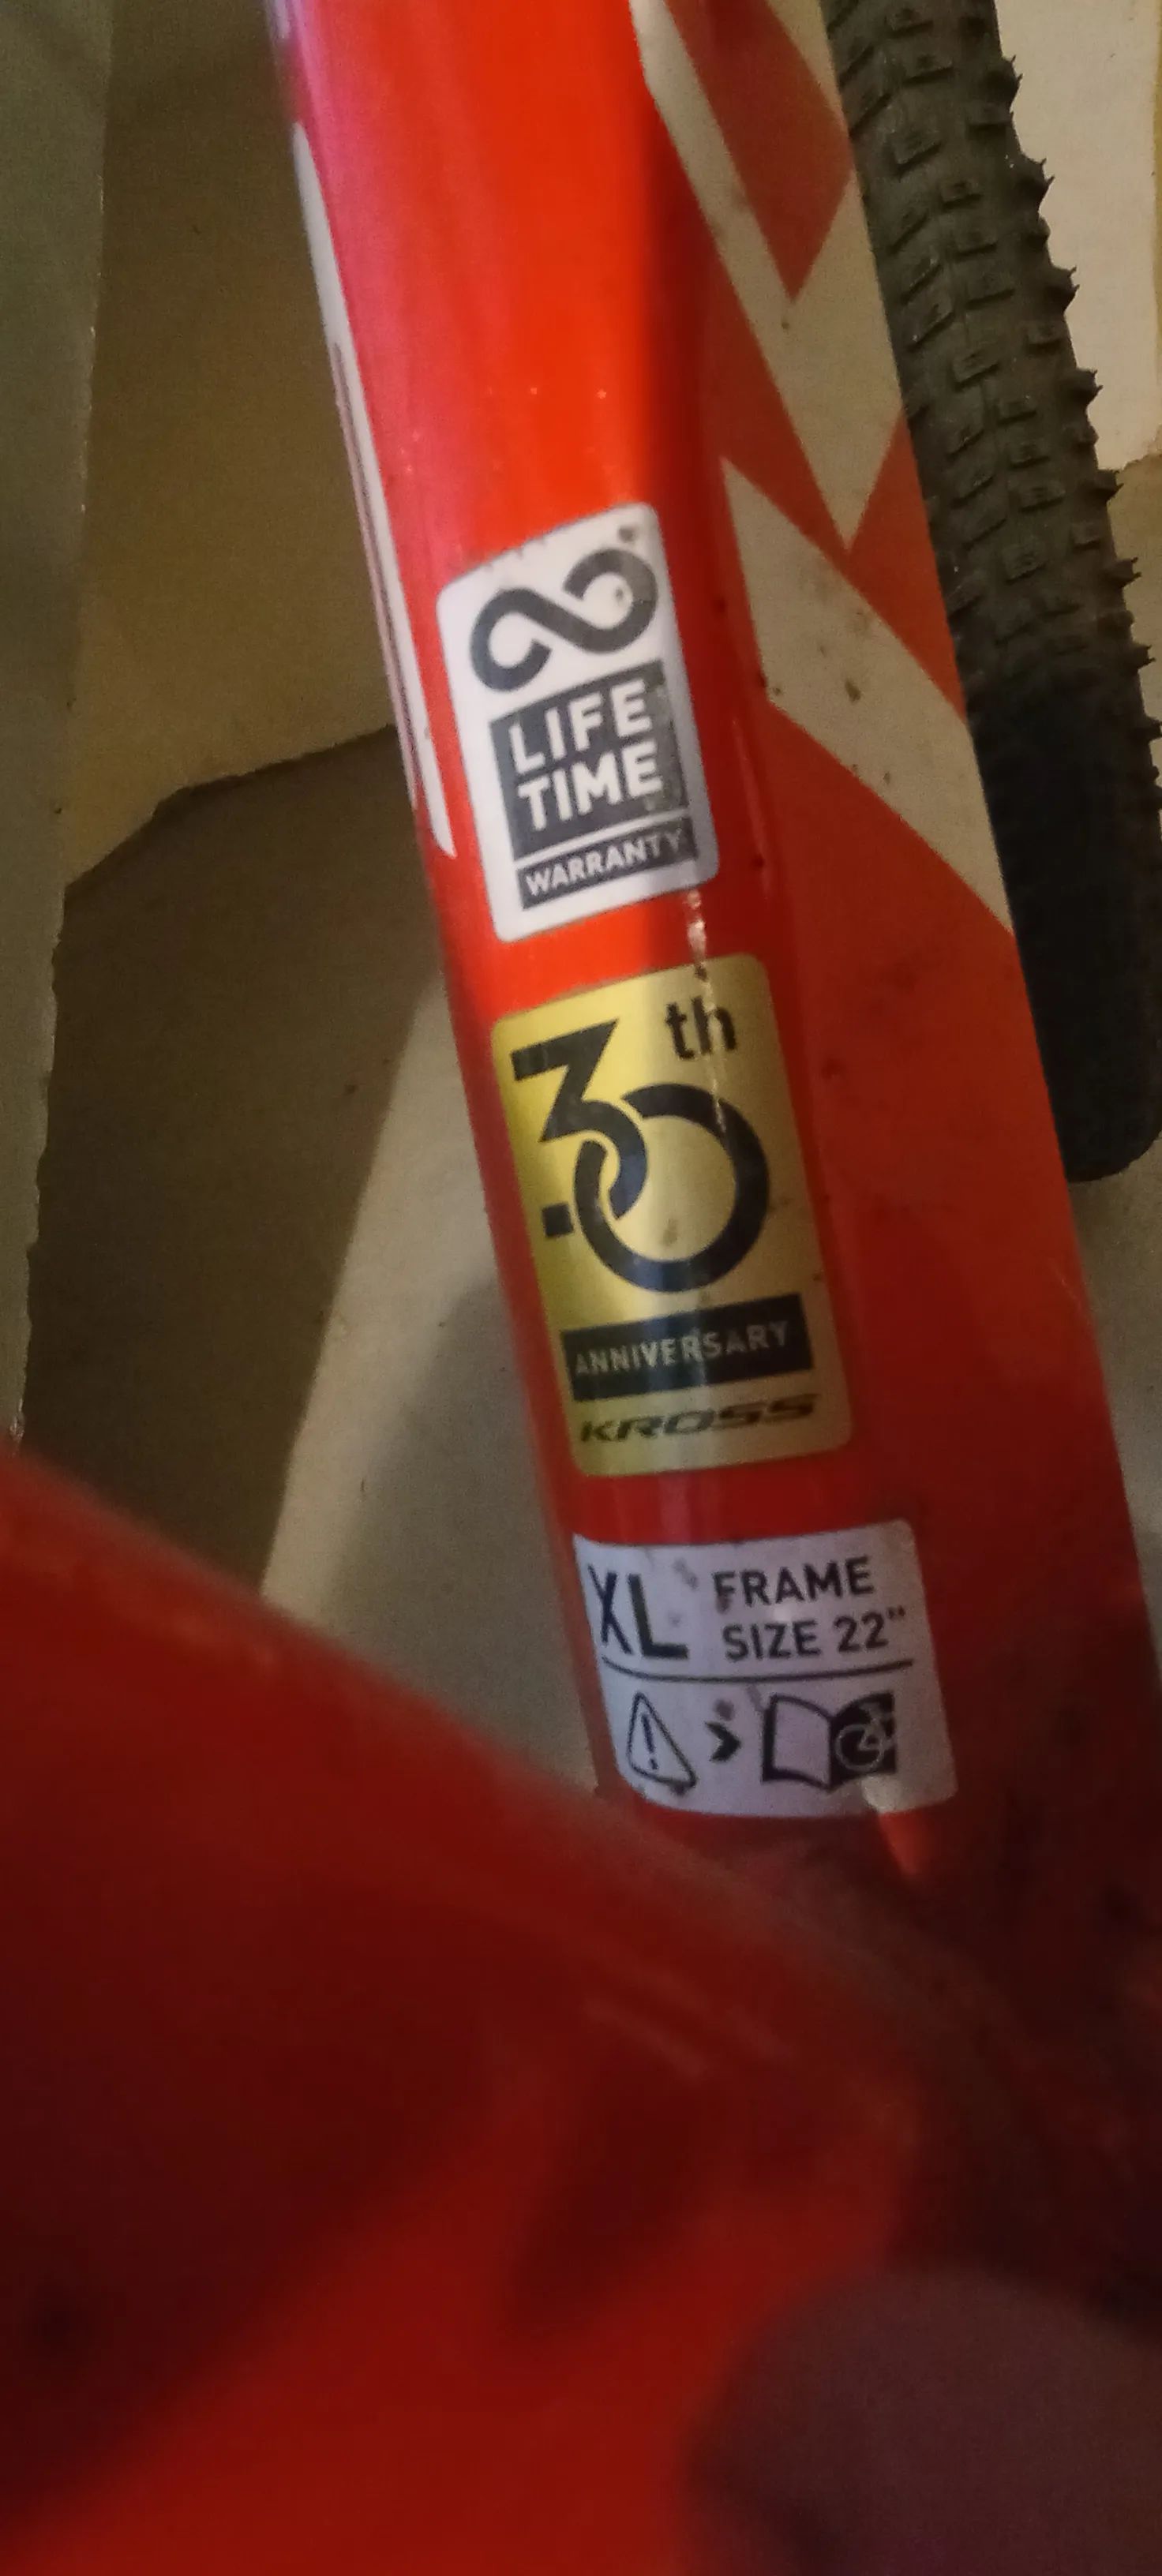 LIFE
TIME
WARRANTY
30th
ANNIVERSARY
KROSS
XL FRAME
SIZE 22"